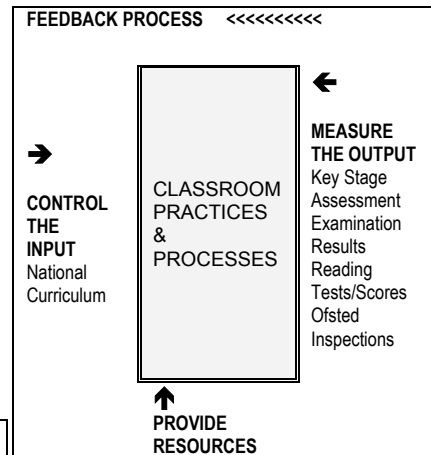 FEEDBACK PROCESS <<<<<<<<<<
➔
CONTROL
THE
INPUT
National
Curriculum
CLASSROOM
PRACTICES
&
PROCESSES
🡸
MEASURE
THE OUTPUT
Key Stage
Assessment
Examination
Results
Reading
Tests/Scores
Ofsted
Inspections
🡹
PROVIDE
RESOURCES